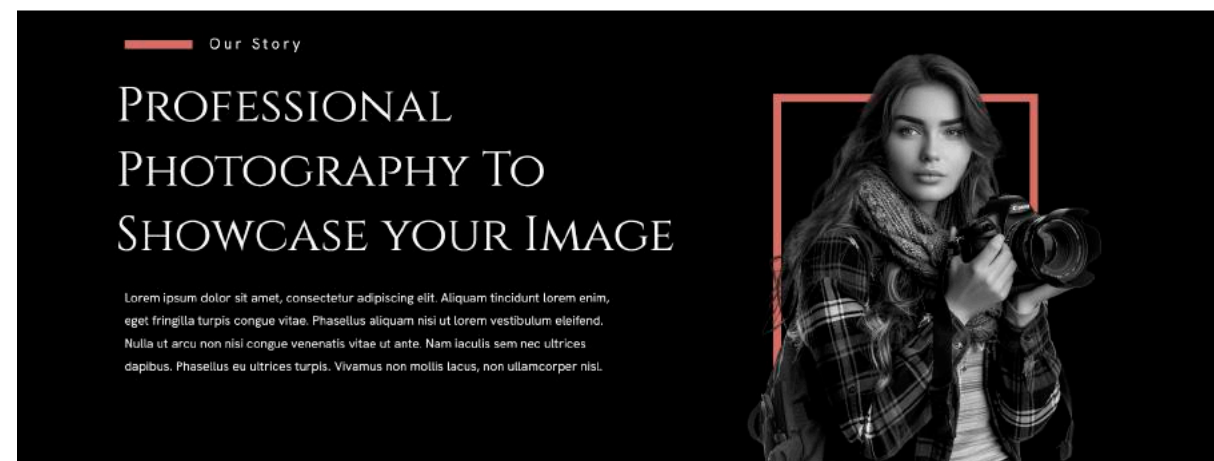 Our Story
Professional
Photography To
Showcase your Image
Lorem ipsum dolor sit amet, consectetur adipiscing elit. Aliquam tincidunt lorem enim,
eget fringilla turpis congue vitae. Phasellus aliquam nisi ut lorem vestibulum eleifend.
Nulla ut arcu non nisi congue venenatis vitae ut ante. Nam iaculis sem nec ultrices
dapibus. Phasellus eu ultrices turpis. Vivamus non mollis lacus, non ullamcorper nisl.
Canon